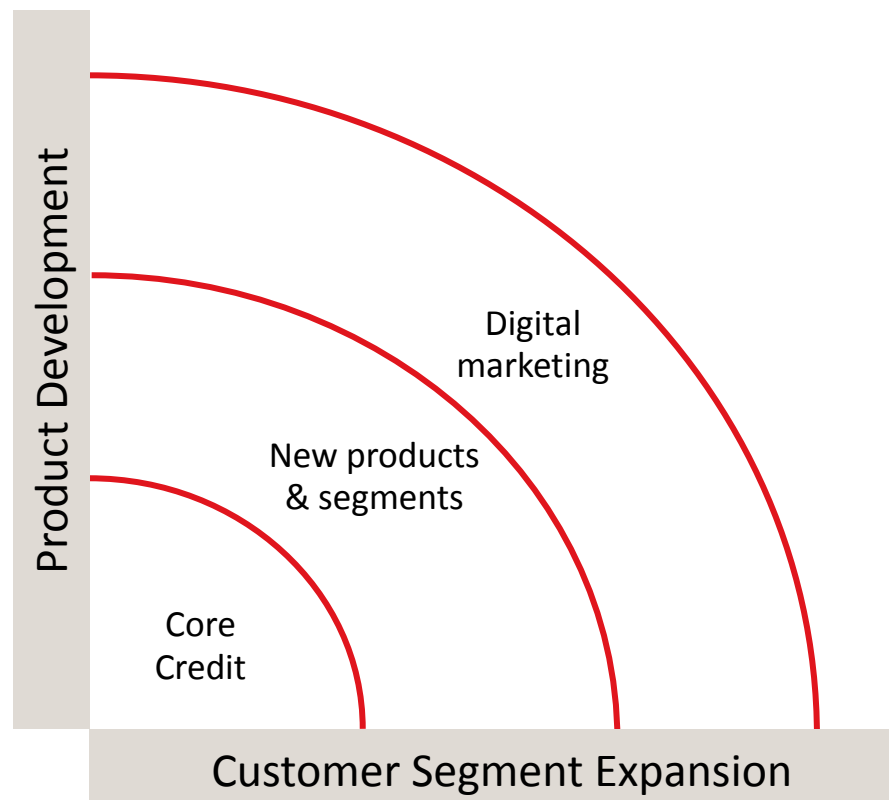 Product Development
Digital
marketing
New products
& segments
Core
Credit
Customer Segment Expansion